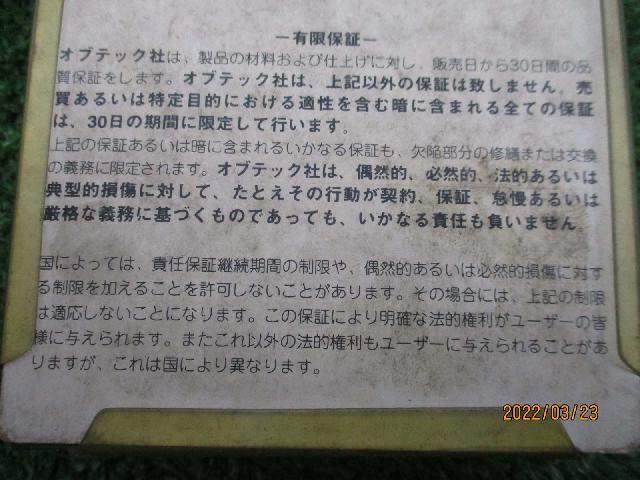 —有限保証—
オプテック社は、製品の材料および仕上げに対し、販売日から30日間の品
質保証をします。オプテック社は、上記以外の保証は致しません。売
買あるいは特定目的における適性を含む暗に含まれる全ての保証
は、30日の期間に限定して行います。
上記の保証あるいは暗に含まれるいかなる保証も、欠陥部分の修繕または交換
の義務に限定されます。オプテック社は、偶然的、必然的、法的あるいは
典型的損傷に対して、たとえその行動が契約、保証、怠慢あるいは
厳格な義務に基づくものであっても、いかなる責任も負いません。
国によっては、責任保証継続期間の制限や、偶然的あるいは必然的損傷に対す
る制限を加えることを許可しないことがあります。その場合には、上記の制限
は適応しないことになります。この保証により明確な法的権利がユーザーの皆
様に与えられます。またこれ以外の法的権利もユーザーに与えられることがあ
りますが、これは国により異なります。
2022/03/23